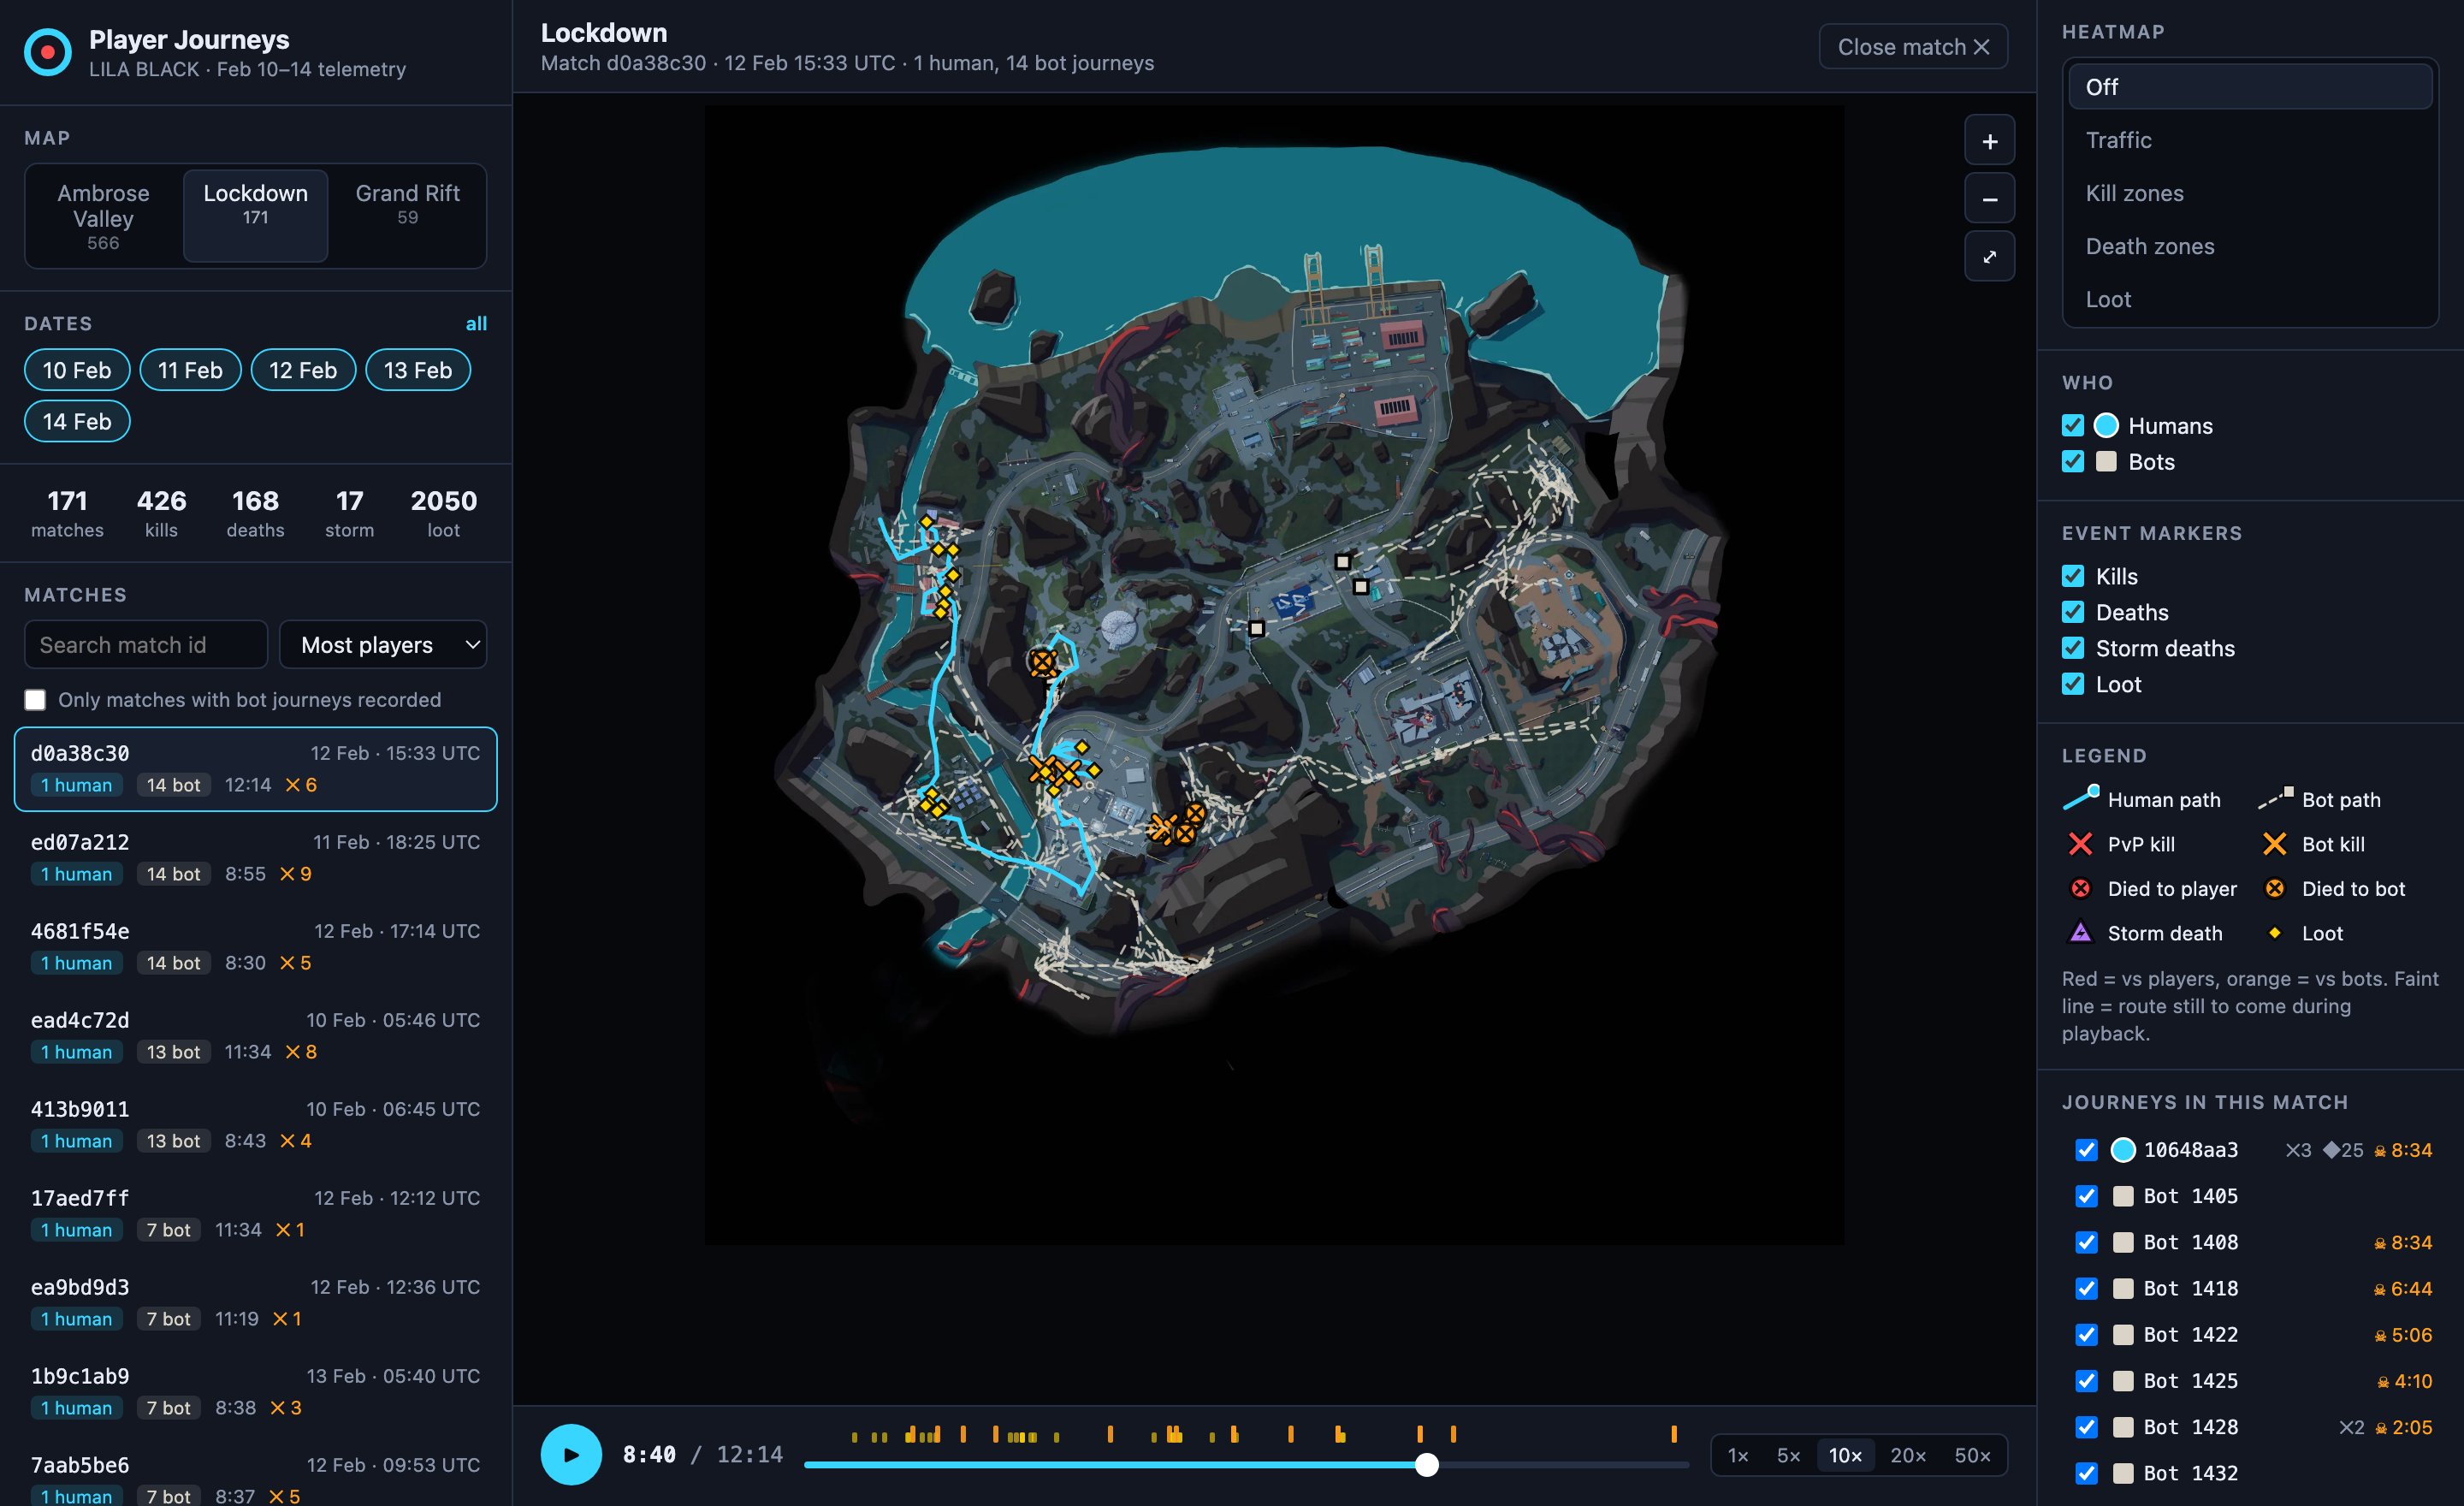 Player Journeys
LILA BLACK · Feb 10–14 telemetry
MAP
Ambrose Valley
566
Lockdown
171
Grand Rift
59
DATES
all
10 Feb
11 Feb
12 Feb
13 Feb
14 Feb
171 matches
426 kills
168 deaths
17 storm
2050 loot
MATCHES
Search match id
Most players
Only matches with bot journeys recorded
d0a38c30 12 Feb · 15:33 UTC
1 human 14 bot 12:14 ✕ 6
ed07a212 11 Feb · 18:25 UTC
1 human 14 bot 8:55 ✕ 9
4681f54e 12 Feb · 17:14 UTC
1 human 14 bot 8:30 ✕ 5
ead4c72d 10 Feb · 05:46 UTC
1 human 13 bot 11:34 ✕ 8
413b9011 10 Feb · 06:45 UTC
1 human 13 bot 8:43 ✕ 4
17aed7ff 12 Feb · 12:12 UTC
1 human 7 bot 11:34 ✕ 1
ea9bd9d3 12 Feb · 12:36 UTC
1 human 7 bot 11:19 ✕ 1
1b9c1ab9 13 Feb · 05:40 UTC
1 human 7 bot 8:38 ✕ 3
7aab5be6 12 Feb · 09:53 UTC
1 human 7 bot 8:37 ✕ 5
Lockdown
Match d0a38c30 · 12 Feb 15:33 UTC · 1 human, 14 bot journeys
Close match ✕
+
−
⤢
8:40 / 12:14
1× 5× 10× 20× 50×
HEATMAP
Off
Traffic
Kill zones
Death zones
Loot
WHO
Humans
Bots
EVENT MARKERS
Kills
Deaths
Storm deaths
Loot
LEGEND
Human path
Bot path
PvP kill
Bot kill
Died to player
Died to bot
Storm death
Loot
Red = vs players, orange = vs bots. Faint
line = route still to come during
playback.
JOURNEYS IN THIS MATCH
10648aa3 ✕3 ◆25 ☠ 8:34
Bot 1405
Bot 1408 ☠ 8:34
Bot 1418 ☠ 6:44
Bot 1422 ☠ 5:06
Bot 1425 ☠ 4:10
Bot 1428 ✕2 ☠ 2:05
Bot 1432